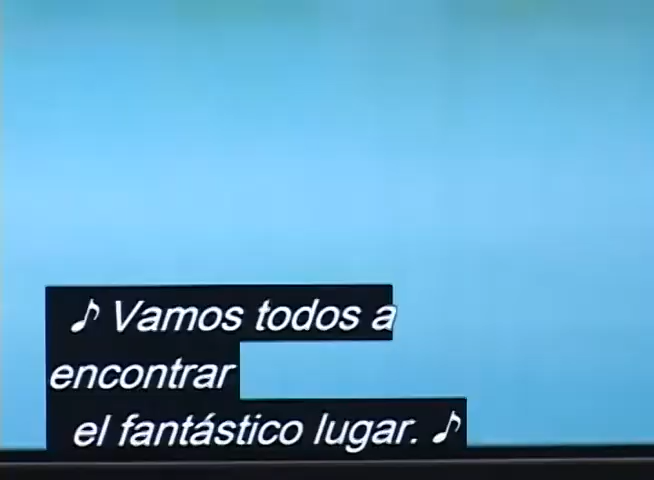 ♪ Vamos todos a
encontrar
el fantástico lugar. ♪